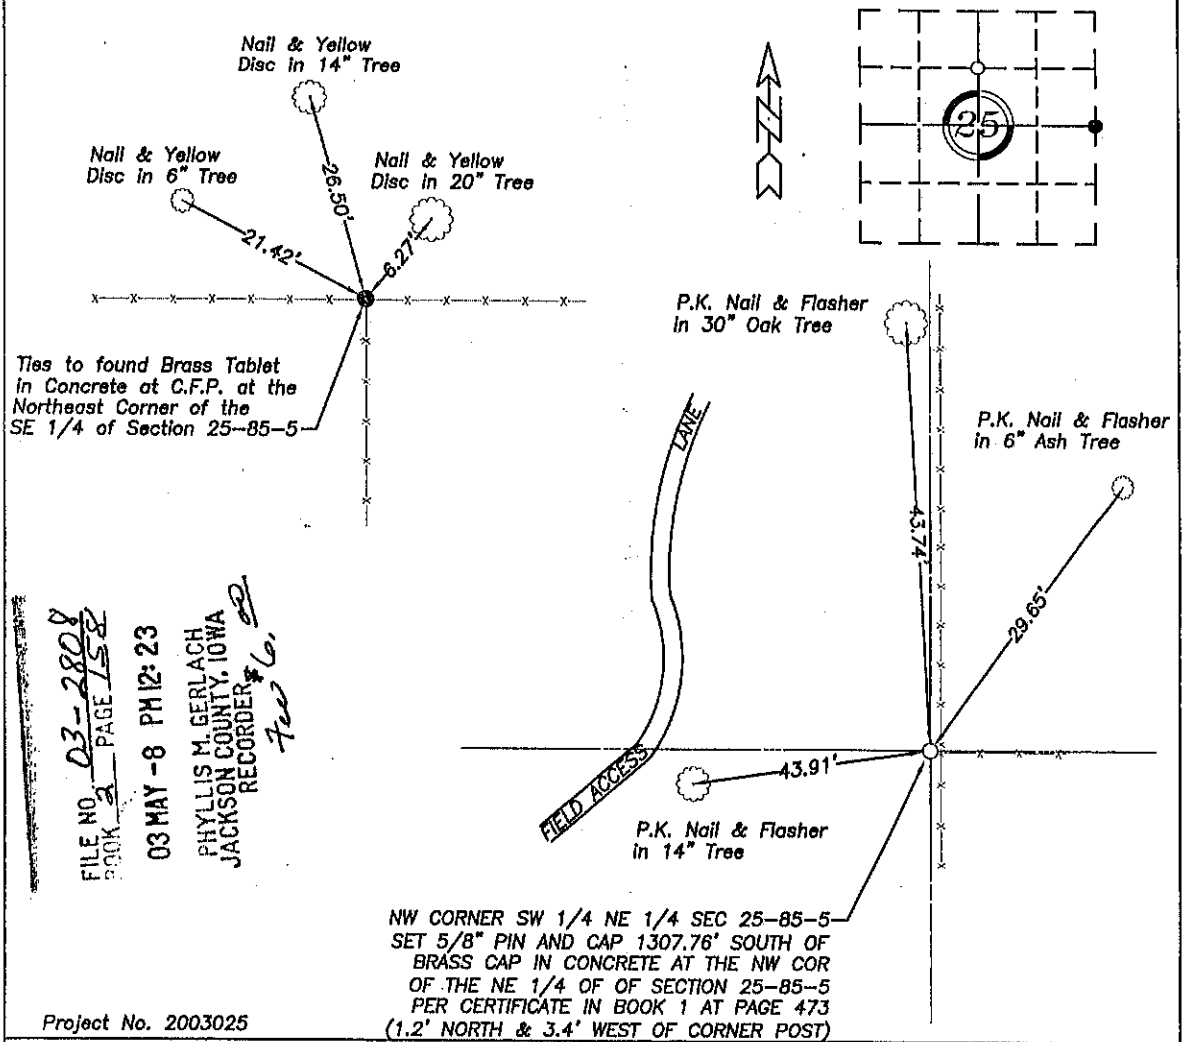 Nail & Yellow
Disc in 14" Tree
Nail & Yellow
Disc in 6" Tree
Nail & Yellow
Disc in 20" Tree
26.50'
21.42'
6.27'
N
25
Ties to found Brass Tablet
in Concrete at C.F.P. at the
Northeast Corner of the
SE 1/4 of Section 25-85-5
P.K. Nail & Flasher
in 30" Oak Tree
P.K. Nail & Flasher
in 6" Ash Tree
LANE
43.74'
29.65'
43.91'
FIELD ACCESS
P.K. Nail & Flasher
in 14" Tree
FILE NO. 03-2808
BOOK 2 PAGE 158
03 MAY -8 PM 12:23
PHYLLIS M. GERLACH
JACKSON COUNTY, IOWA
RECORDER
Fee $6.00
NW CORNER SW 1/4 NE 1/4 SEC 25-85-5
SET 5/8" PIN AND CAP 1307.76' SOUTH OF
BRASS CAP IN CONCRETE AT THE NW COR
OF THE NE 1/4 OF OF SECTION 25-85-5
PER CERTIFICATE IN BOOK 1 AT PAGE 473
(1.2' NORTH & 3.4' WEST OF CORNER POST)
Project No. 2003025